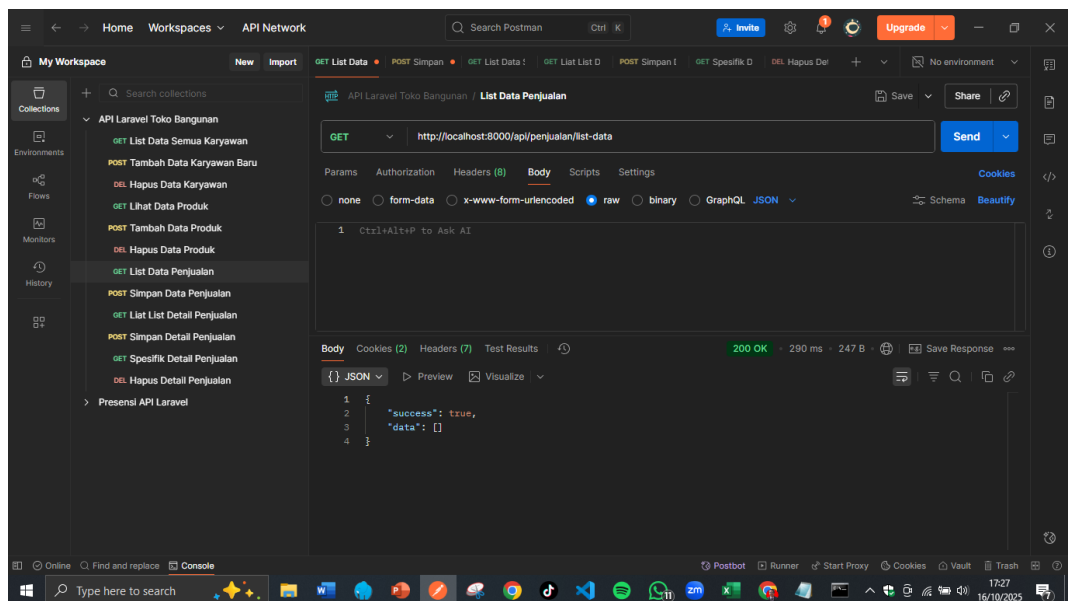 Home Workspaces API Network Search Postman Ctrl K Invite 1 Upgrade
My Workspace New Import GET List Data POST Simpan GET List Data GET Liat List D POST Simpan GET Spesifik D DEL Hapus No environment
Collections
Environments
Flows
Monitors
History
Search collections
API Laravel Toko Bangunan
GET List Data Semua Karyawan
POST Tambah Data Karyawan Baru
DEL Hapus Data Karyawan
GET Lihat Data Produk
POST Tambah Data Produk
DEL Hapus Data Produk
GET List Data Penjualan
POST Simpan Data Penjualan
GET Liat List Detail Penjualan
POST Simpan Detail Penjualan
GET Spesifik Detail Penjualan
DEL Hapus Detail Penjualan
Presensi API Laravel
HTTP API Laravel Toko Bangunan / List Data Penjualan Save Share
GET http://localhost:8000/api/penjualan/list-data Send
Params Authorization Headers (8) Body Scripts Settings Cookies
none form-data x-www-form-urlencoded raw binary GraphQL JSON Schema Beautify
1 Ctrl+Alt+P to Ask AI
Body Cookies (2) Headers (7) Test Results 200 OK 290 ms 247 B Save Response
{} JSON Preview Visualize
1 {
2 "success": true,
3 "data": []
4 }
Online Find and replace Console Postbot Runner Start Proxy Cookies Vault Trash
Type here to search 11 zm 17:27
16/10/2025 7